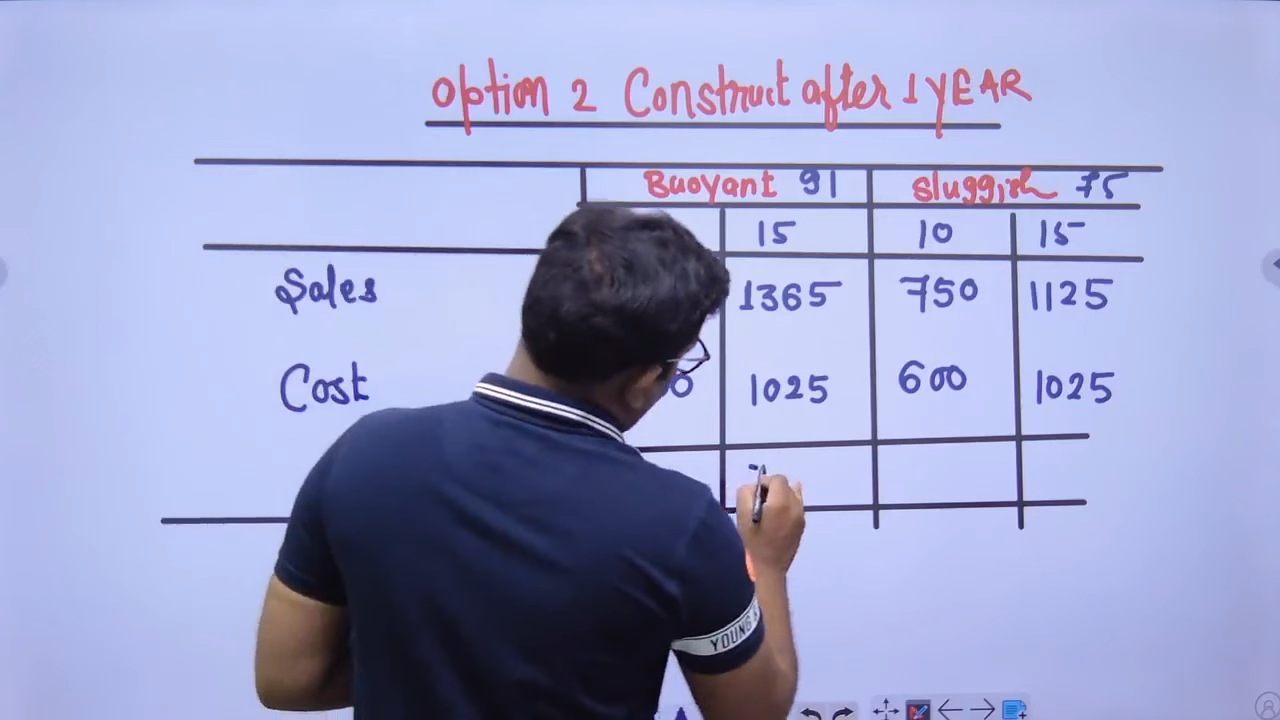 Option 2 Construct after 1 YEAR
Buoyant 91 Sluggish 75
15 10 15
Sales 1365 750 1125
Cost 0 1025 600 1025
YOUNG